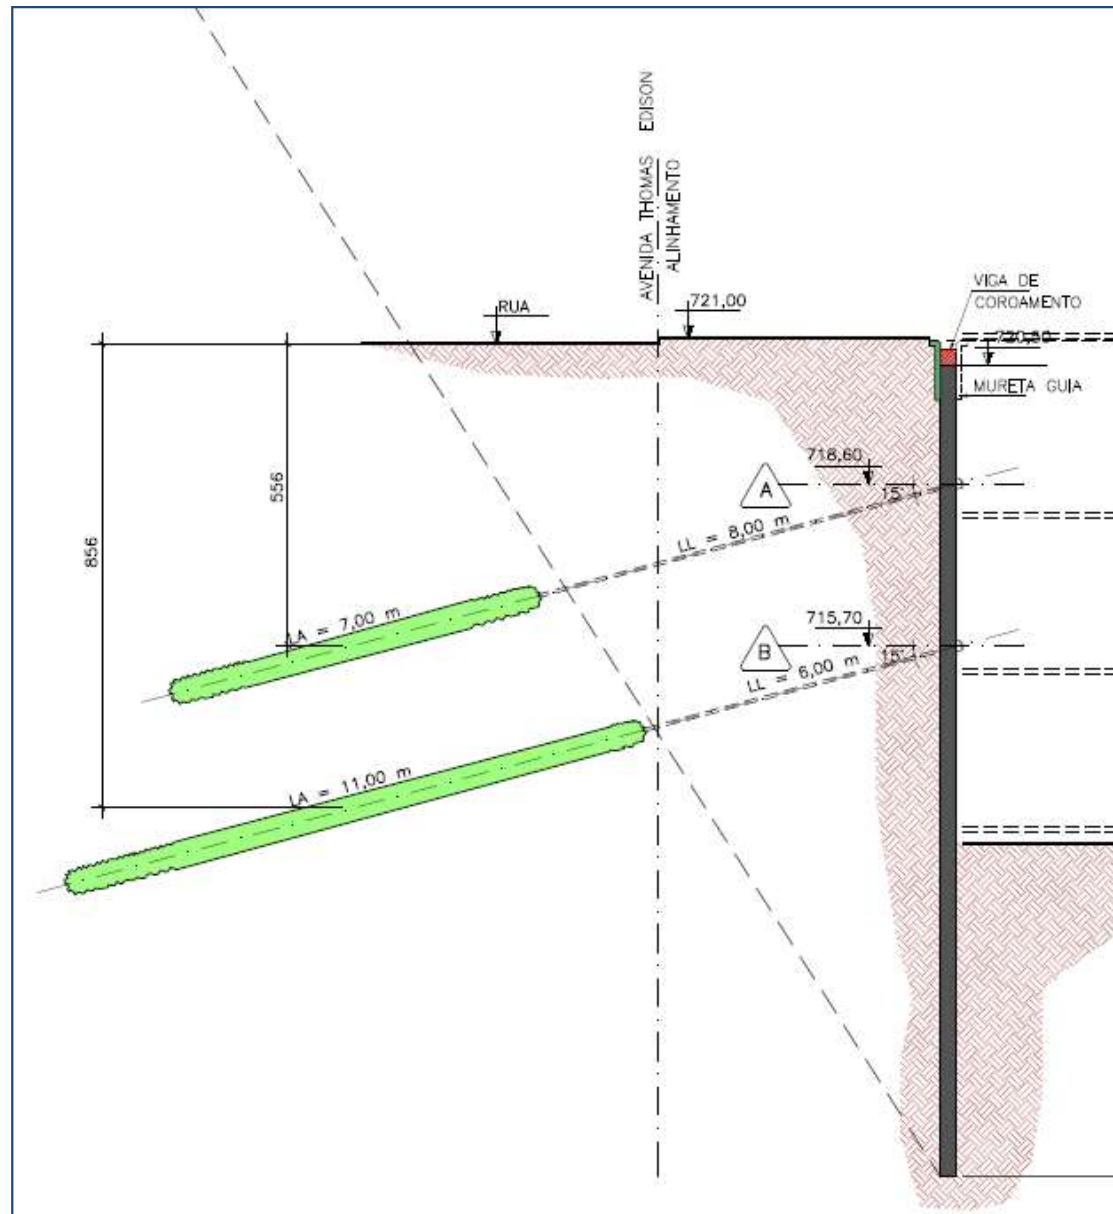 AVENIDA THOMAS EDISON
ALINHAMENTO
VIGA DE
COROAMENTO
RUA
721,00
MURETA GUIA
718,60
A
15°
556
LL = 8,00 m
856
LA = 7,00 m
715,70
B
15°
LL = 6,00 m
LA = 11,00 m